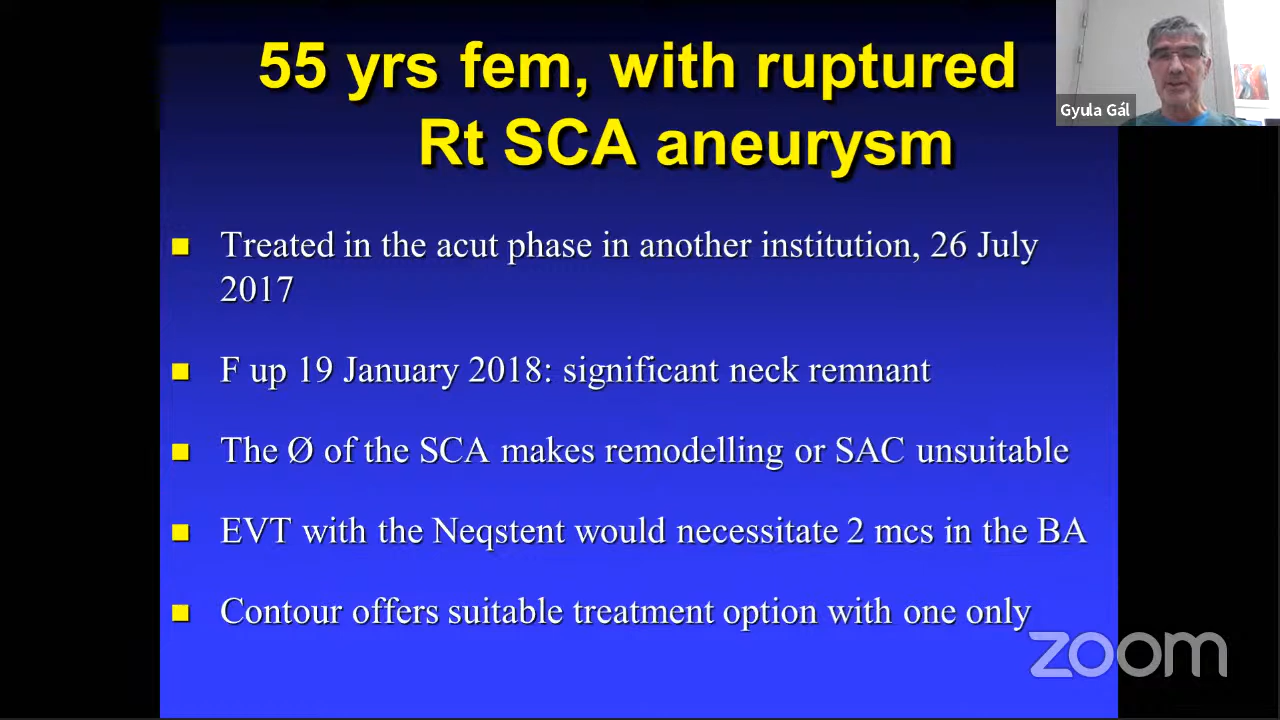 55 yrs fem, with ruptured
Rt SCA aneurysm
Gyula Gál
Treated in the acut phase in another institution, 26 July
2017
F up 19 January 2018: significant neck remnant
The Ø of the SCA makes remodelling or SAC unsuitable
EVT with the Neqstent would necessitate 2 mcs in the BA
Contour offers suitable treatment option with one only
zoom